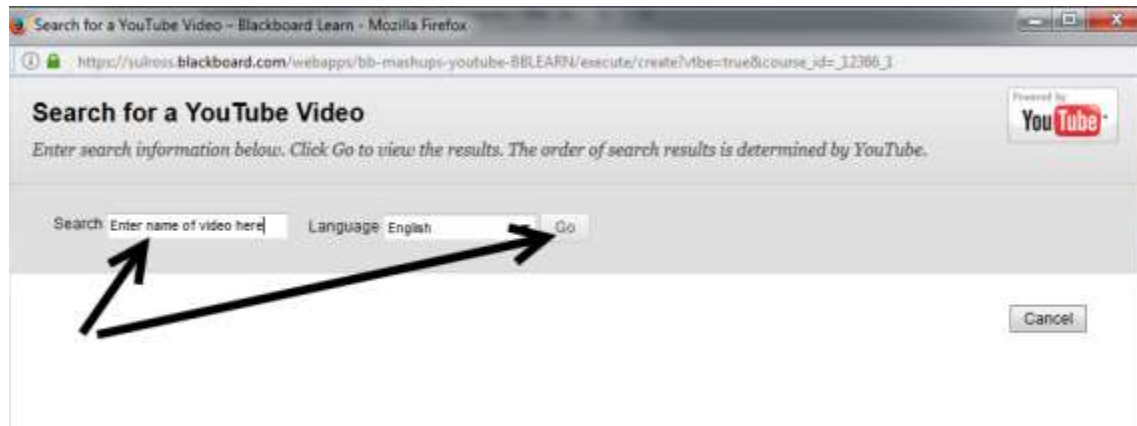 Search for a YouTube Video - Blackboard Learn - Mozilla Firefox
https://sulross.blackboard.com/webapps/bb-mashups-youtube-BBLEARN/execute/create?vtbe=true&course_id=_12366_1
Search for a YouTube Video
Powered by
YouTube
Enter search information below. Click Go to view the results. The order of search results is determined by YouTube.
Search Enter name of video here Language English Go
Cancel